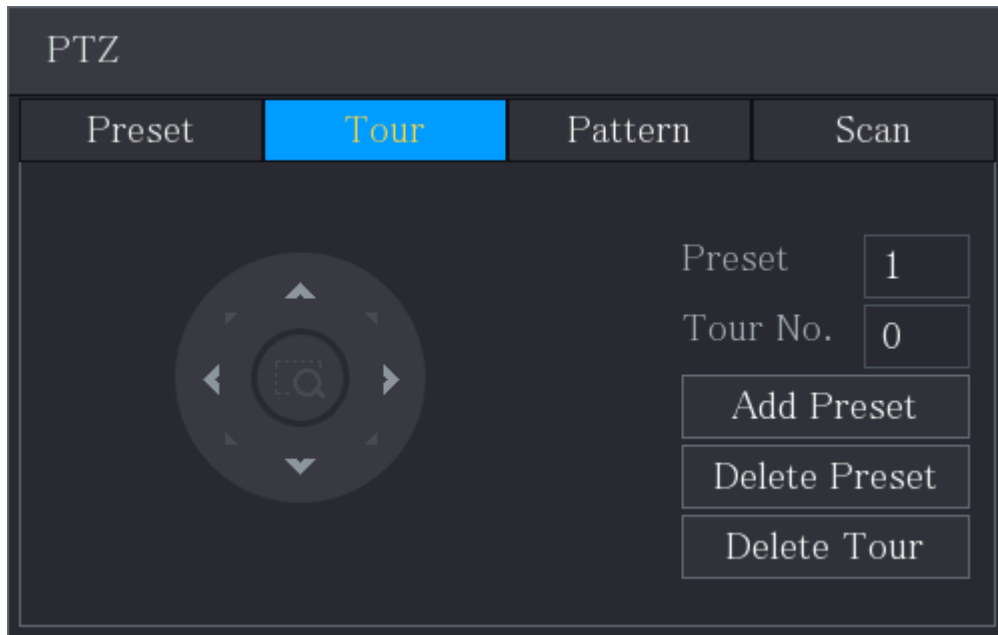 PTZ
Preset Tour Pattern Scan
Preset 1
Tour No. 0
Add Preset
Delete Preset
Delete Tour